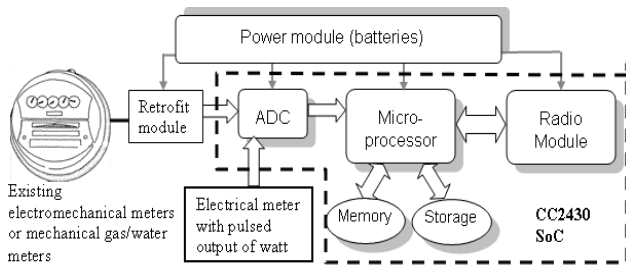 Power module (batteries)
Retrofit
module
ADC
Micro-
processor
Radio
Module
Existing
electromechanical meters
or mechanical gas/water
meters
Electrical meter
with pulsed
output of watt
Memory
Storage
CC2430
SoC